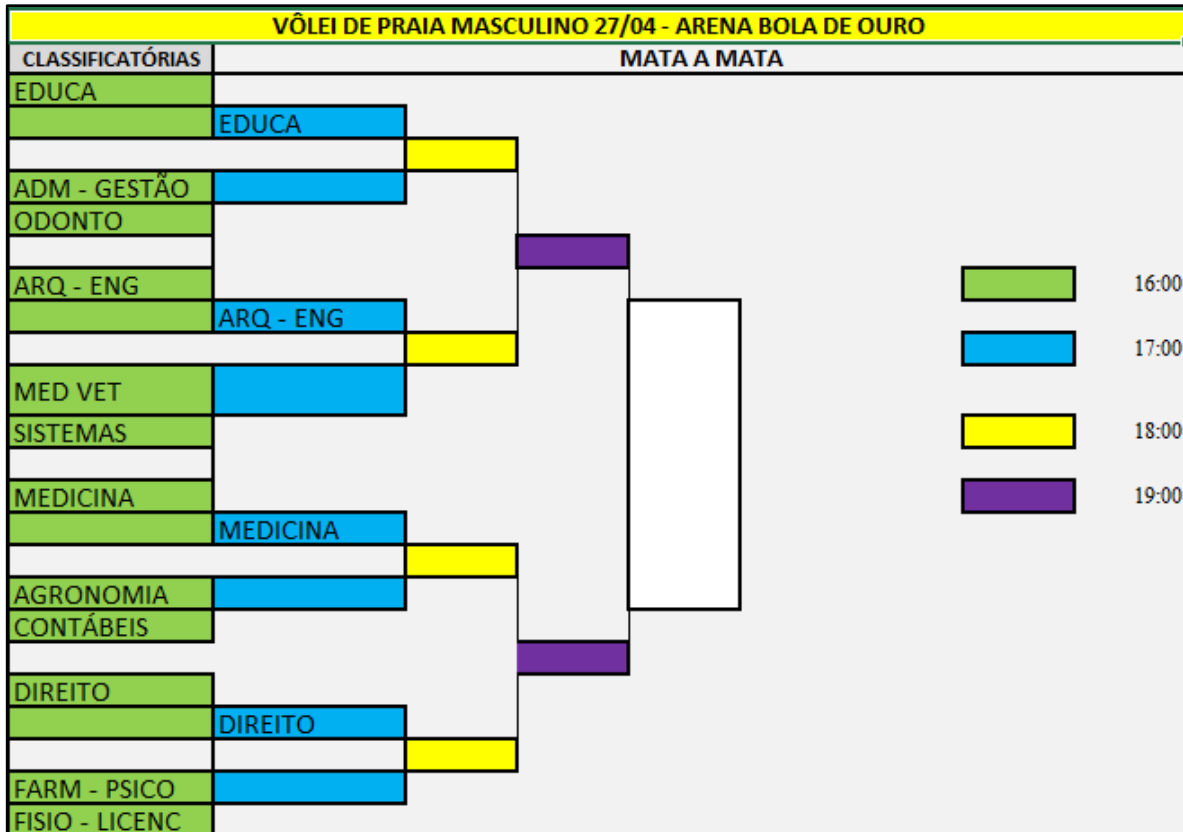 VÔLEI DE PRAIA MASCULINO 27/04 - ARENA BOLA DE OURO
CLASSIFICATÓRIAS MATA A MATA
EDUCA
EDUCA
ADM - GESTÃO
ODONTO
ARQ - ENG
16:00
ARQ - ENG
17:00
MED VET
SISTEMAS
18:00
MEDICINA
19:00
MEDICINA
AGRONOMIA
CONTÁBEIS
DIREITO
DIREITO
FARM - PSICO
FISIO - LICENC